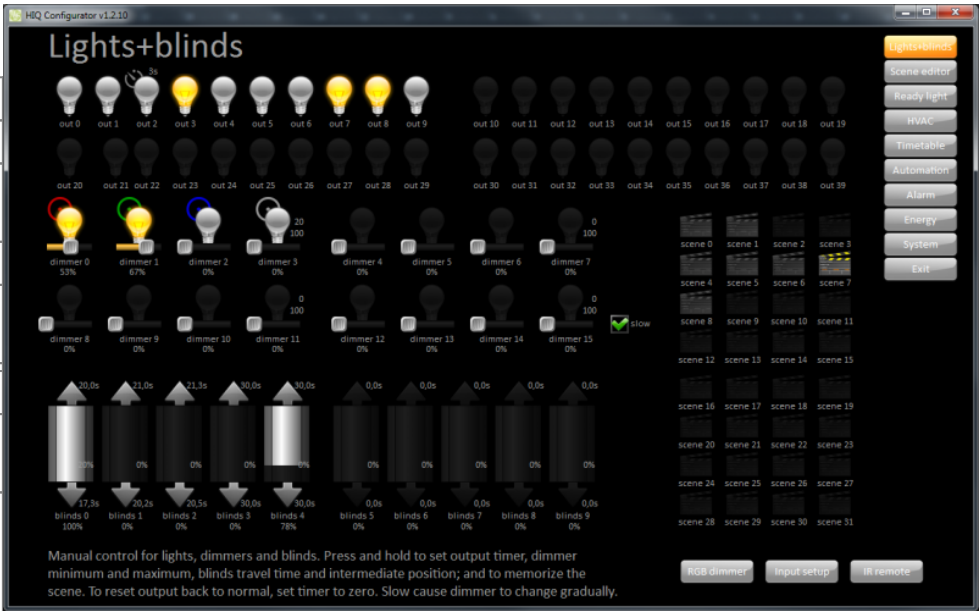 HIQ Configurator v1.2.10
Lights+blinds
3s
out 0 out 1 out 2 out 3 out 4 out 5 out 6 out 7 out 8 out 9 out 10 out 11 out 12 out 13 out 14 out 15 out 16 out 17 out 18 out 19
out 20 out 21 out 22 out 23 out 24 out 25 out 26 out 27 out 28 out 29 out 30 out 31 out 32 out 33 out 34 out 35 out 36 out 37 out 38 out 39
20 0
100 100
dimmer 0 dimmer 1 dimmer 2 dimmer 3 dimmer 4 dimmer 5 dimmer 6 dimmer 7
53% 67% 0% 0% 0% 0% 0% 0%
0 0
100 100
dimmer 8 dimmer 9 dimmer 10 dimmer 11 dimmer 12 dimmer 13 dimmer 14 dimmer 15
0% 0% 0% 0% 0% 0% 0% 0%
slow
20,0s 21,0s 21,3s 30,0s 30,0s 0,0s 0,0s 0,0s 0,0s 0,0s
0% 0% 0% 0% 0% 0% 0% 0% 0%
17,3s 20,2s 20,5s 30,0s 30,0s 0,0s 0,0s 0,0s 0,0s 0,0s
blinds 0 blinds 1 blinds 2 blinds 3 blinds 4 blinds 5 blinds 6 blinds 7 blinds 8 blinds 9
100% 0% 0% 0% 78% 0% 0% 0% 0% 0%
scene 0 scene 1 scene 2 scene 3
scene 4 scene 5 scene 6 scene 7
scene 8 scene 9 scene 10 scene 11
scene 12 scene 13 scene 14 scene 15
scene 16 scene 17 scene 18 scene 19
scene 20 scene 21 scene 22 scene 23
scene 24 scene 25 scene 26 scene 27
scene 28 scene 29 scene 30 scene 31
Lights+blinds
Scene editor
Ready light
HVAC
Timetable
Automation
Alarm
Energy
System
Exit
Manual control for lights, dimmers and blinds. Press and hold to set output timer, dimmer
minimum and maximum, blinds travel time and intermediate position; and to memorize the
scene. To reset output back to normal, set timer to zero. Slow cause dimmer to change gradually.
RGB dimmer Input setup IR remote